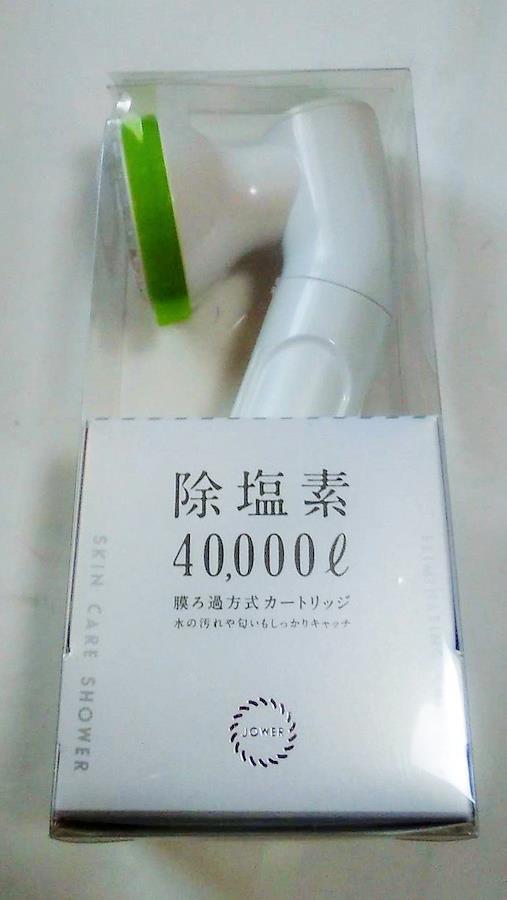 除塩素
40,000ℓ
膜ろ過方式カートリッジ
水の汚れや匂いもしっかりキャッチ
SKIN CARE SHOWER
JOWER